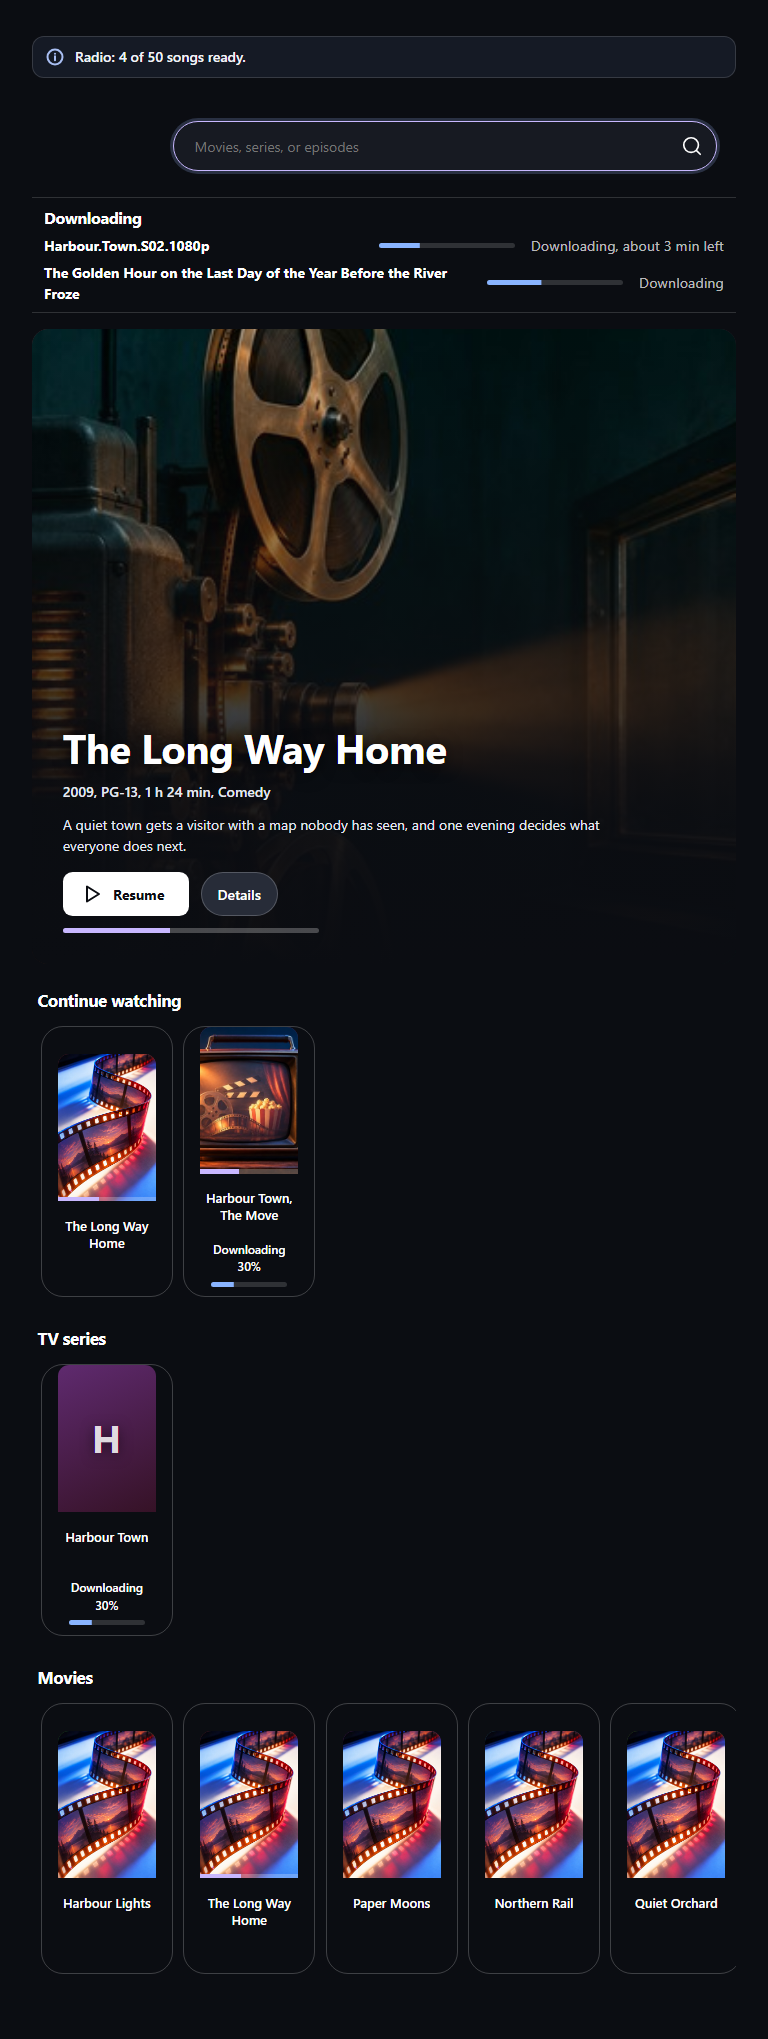 Radio: 4 of 50 songs ready.
Movies, series, or episodes
Downloading
Harbour.Town.S02.1080p
Downloading, about 3 min left
The Golden Hour on the Last Day of the Year Before the River
Froze
Downloading
The Long Way Home
2009, PG-13, 1 h 24 min, Comedy
A quiet town gets a visitor with a map nobody has seen, and one evening decides what
everyone does next.
Resume
Details
Continue watching
The Long Way
Home
Harbour Town,
The Move
Downloading
30%
TV series
H
Harbour Town
Downloading
30%
Movies
Harbour Lights
The Long Way
Home
Paper Moons
Northern Rail
Quiet Orchard